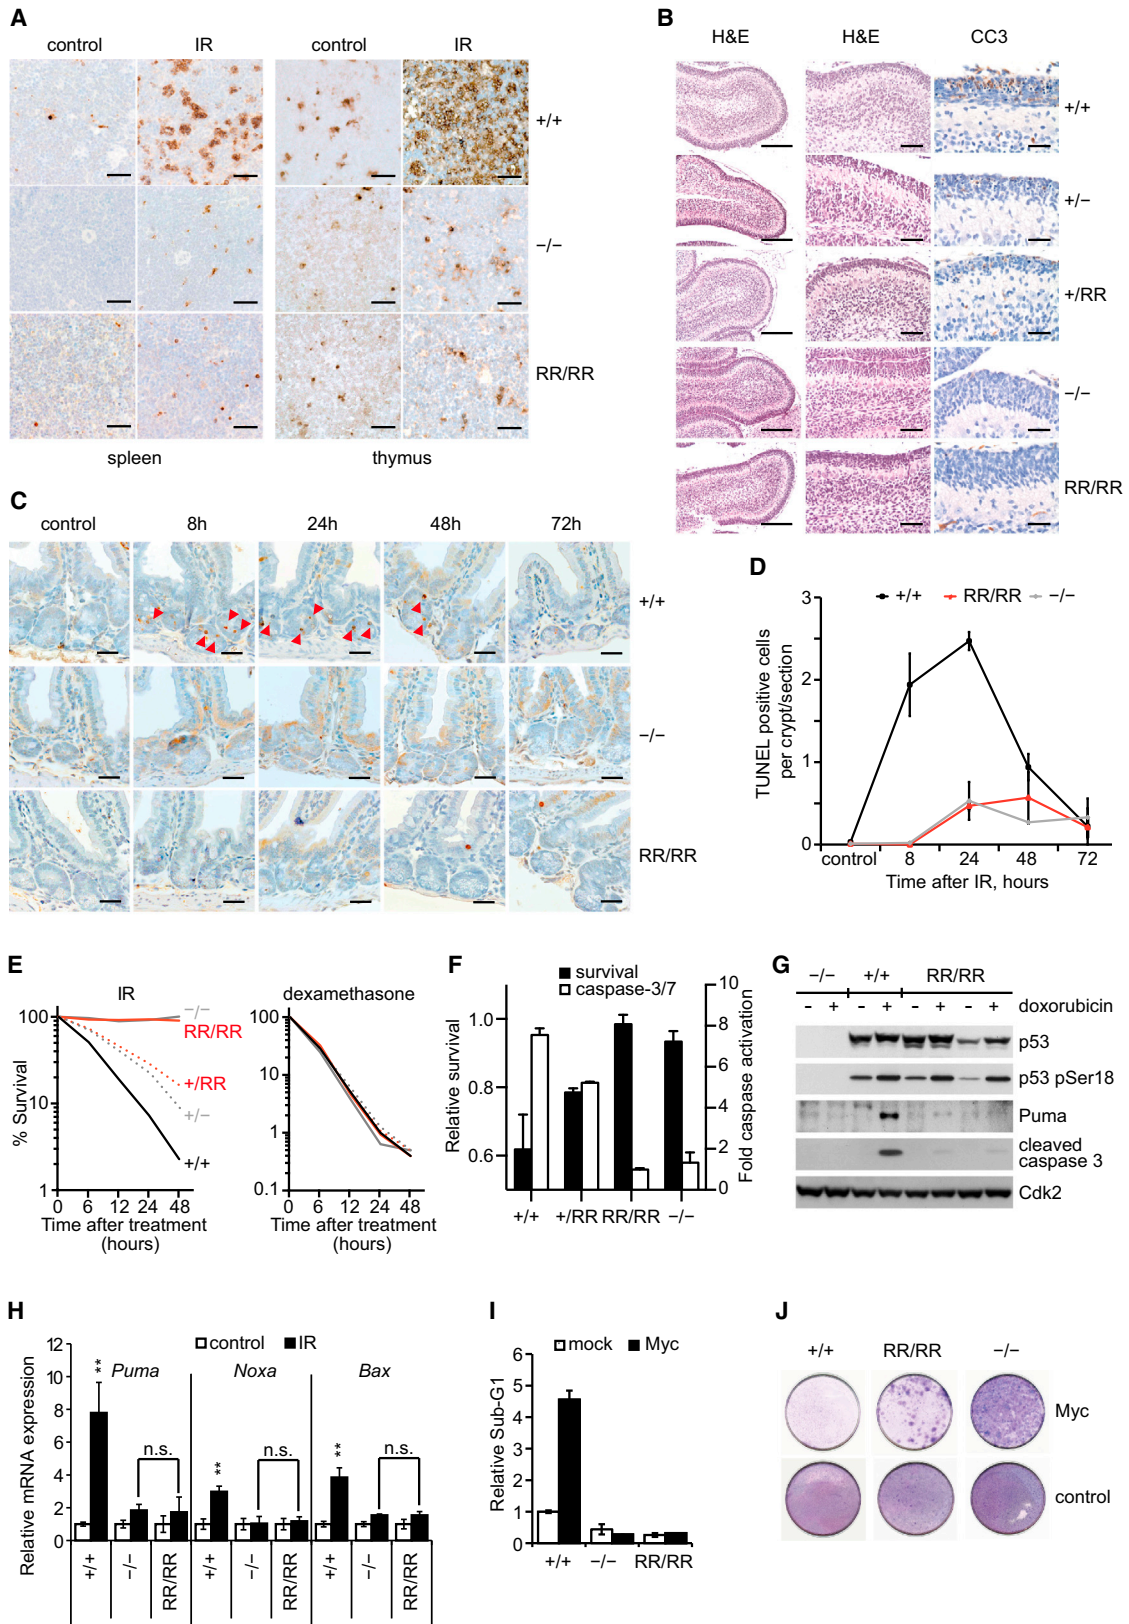 A
control IR control IR
+/+
−/−
RR/RR
spleen thymus
B
H&E H&E CC3
+/+
+/−
+/RR
−/−
RR/RR
C
control 8h 24h 48h 72h
+/+
−/−
RR/RR
D
+/+ RR/RR −/−
3
2
1
0
TUNEL positive cells
per crypt/section
control 8 24 48 72
Time after IR, hours
E
IR
100
10
1
% Survival
−/−
RR/RR
+/RR
+/−
+/+
0 6 12 24 48
Time after treatment
(hours)
dexamethasone
100
10
1
0.1
0 6 12 24 48
Time after treatment
(hours)
F
survival
caspase-3/7
1.0
0.8
0.6
Relative survival
10
8
6
4
2
0
Fold caspase activation
+/+ +/RR RR/RR −/−
G
−/− +/+ RR/RR
- + - + - + - + doxorubicin
p53
p53 pSer18
Puma
cleaved
caspase 3
Cdk2
H
control IR
12
10
8
6
4
2
0
Relative mRNA expression
Puma Noxa Bax
** n.s. ** n.s. ** n.s.
+/+ −/− RR/RR +/+ −/− RR/RR +/+ −/− RR/RR
I
mock Myc
6
5
4
3
2
1
0
Relative Sub-G1
+/+ −/− RR/RR
J
+/+ RR/RR −/−
Myc
control